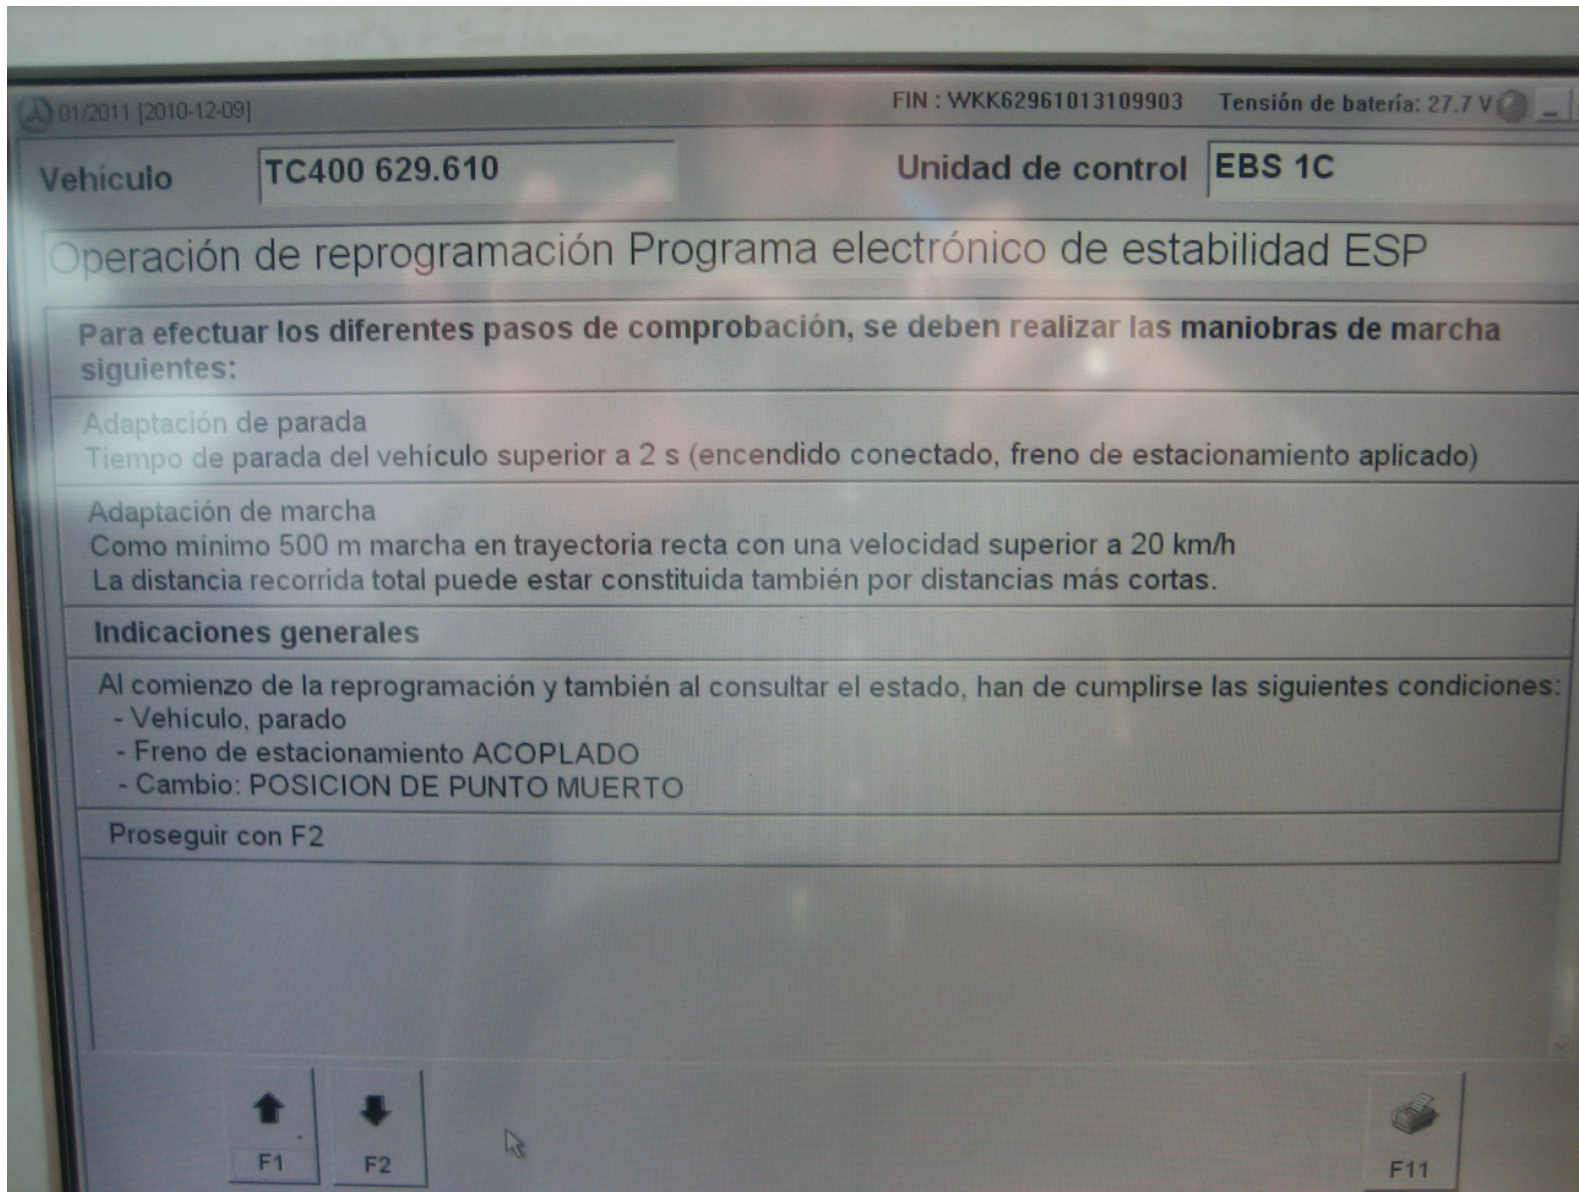 01/2011 [2010-12-09] FIN : WKK62961013109903 Tensión de batería: 27.7 V
Vehículo TC400 629.610 Unidad de control EBS 1C
Operación de reprogramación Programa electrónico de estabilidad ESP
Para efectuar los diferentes pasos de comprobación, se deben realizar las maniobras de marcha
siguientes:
Adaptación de parada
Tiempo de parada del vehículo superior a 2 s (encendido conectado, freno de estacionamiento aplicado)
Adaptación de marcha
Como mínimo 500 m marcha en trayectoria recta con una velocidad superior a 20 km/h
La distancia recorrida total puede estar constituida también por distancias más cortas.
Indicaciones generales
Al comienzo de la reprogramación y también al consultar el estado, han de cumplirse las siguientes condiciones:
- Vehículo, parado
- Freno de estacionamiento ACOPLADO
- Cambio: POSICION DE PUNTO MUERTO
Proseguir con F2
F1 F2 F11